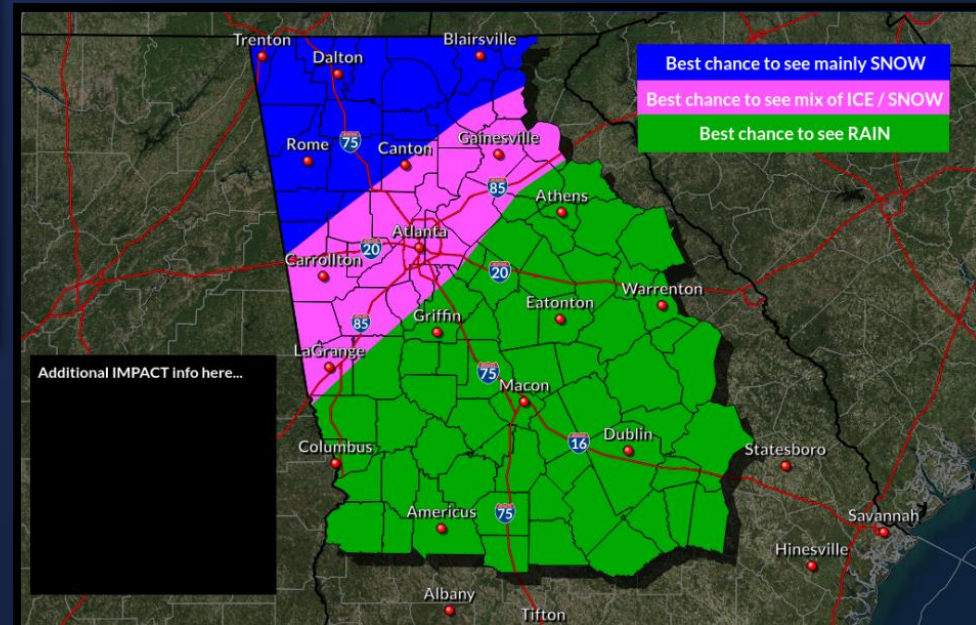 Trenton
Dalton
Blairsville
Best chance to see mainly SNOW
Best chance to see mix of ICE / SNOW
Best chance to see RAIN
Rome
75
Canton
Gainesville
85
Athens
Atlanta
20
Carrollton
20
Warrenton
Eatonton
85
Griffin
LaGrange
Additional IMPACT info here...
75
Macon
Columbus
16
Dublin
Statesboro
Americus
75
Savannah
Hinesville
Albany
Tifton